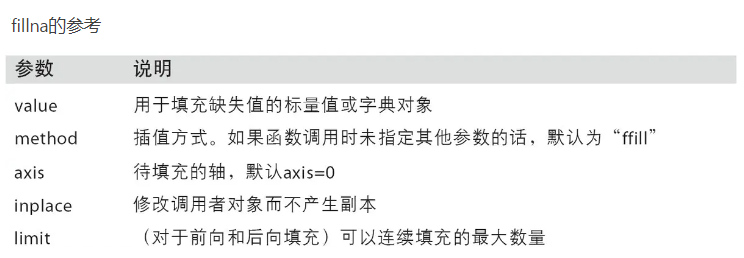 fillna的参考
参数 说明
value 用于填充缺失值的标量值或字典对象
method 插值方式。如果函数调用时未指定其他参数的话，默认为“ffill”
axis 待填充的轴，默认axis=0
inplace 修改调用者对象而不产生副本
limit （对于前向和后向填充）可以连续填充的最大数量